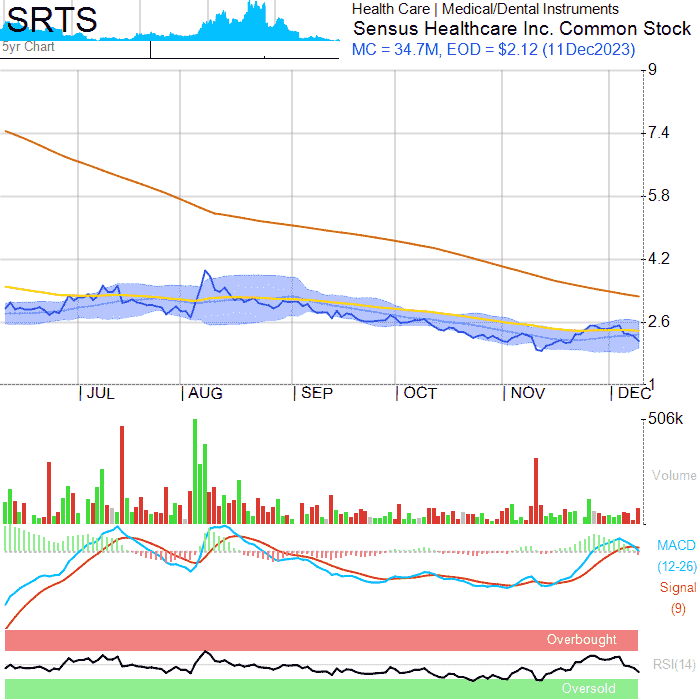 SRTS
5yr Chart
Health Care | Medical/Dental Instruments
Sensus Healthcare Inc. Common Stock
MC = 34.7M, EOD = $2.12 (11Dec2023)
9
7.4
5.8
4.2
2.6
1
JUL AUG SEP OCT NOV DEC
506k
Volume
MACD
(12-26)
Signal
(9)
Overbought
RSI(14)
Oversold